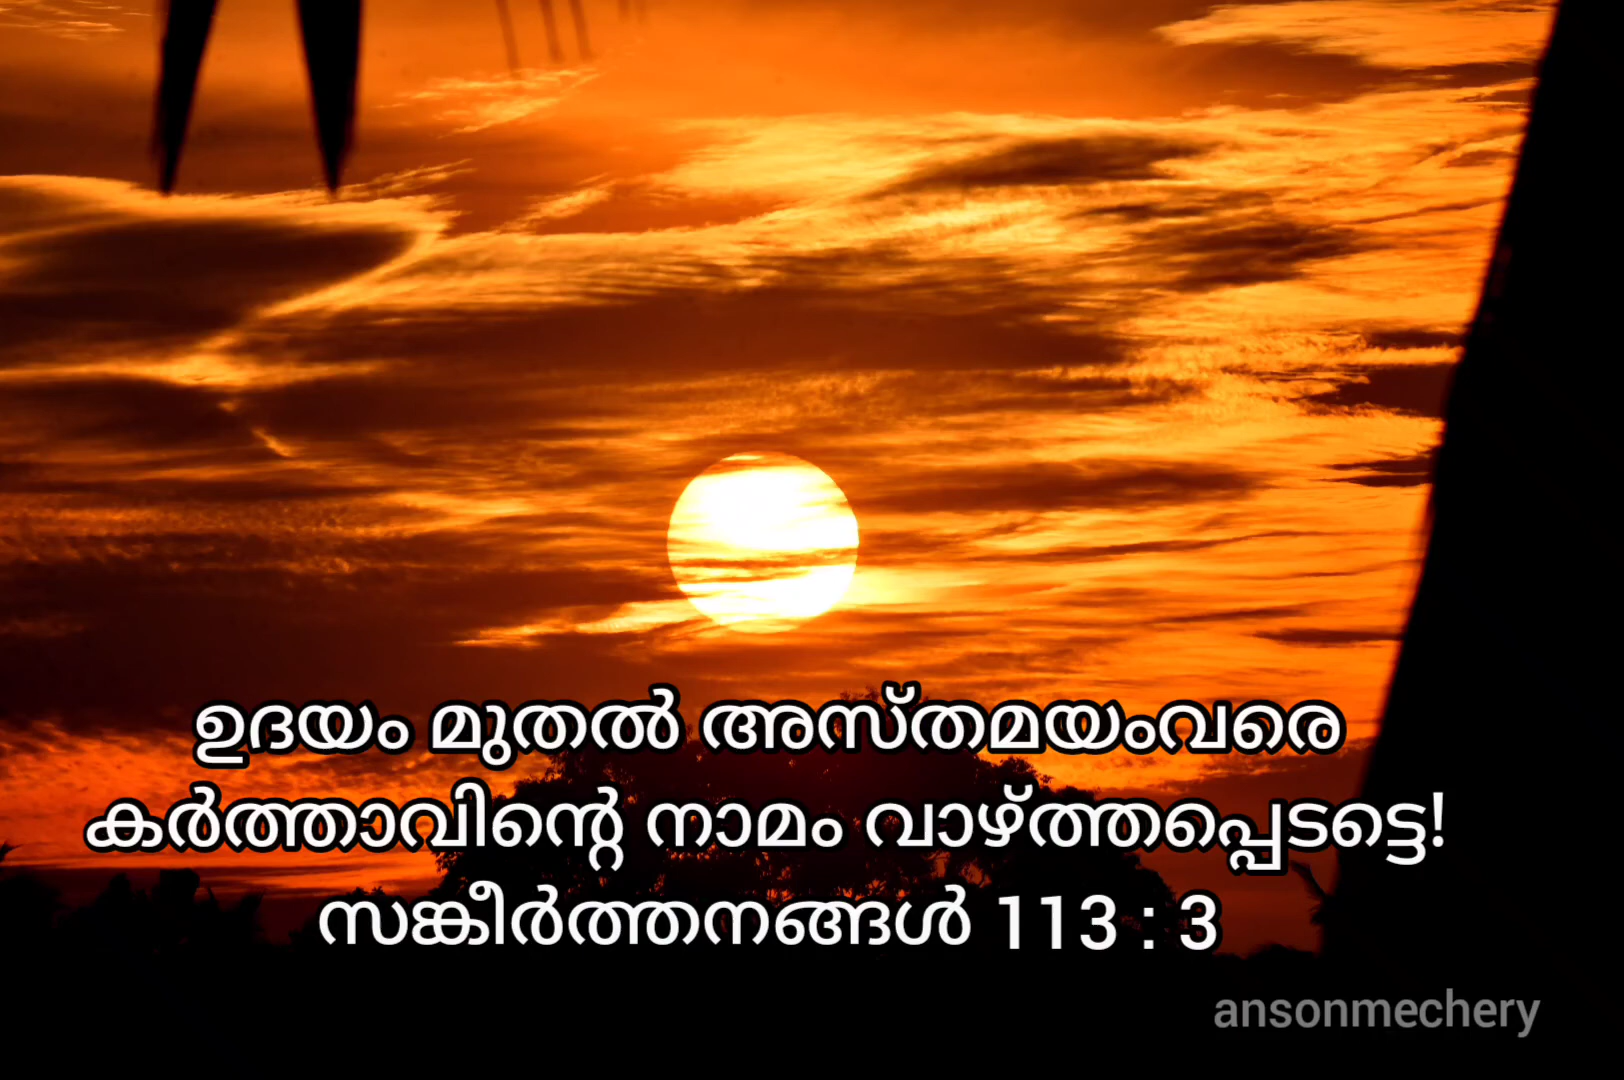 ഉദയം മുതൽ അസ്തമയംവരെ
കർത്താവിന്റെ നാമം വാഴ്ത്തപ്പെടട്ടെ!
സങ്കീർത്തനങ്ങൾ 113 : 3
ansonmechery